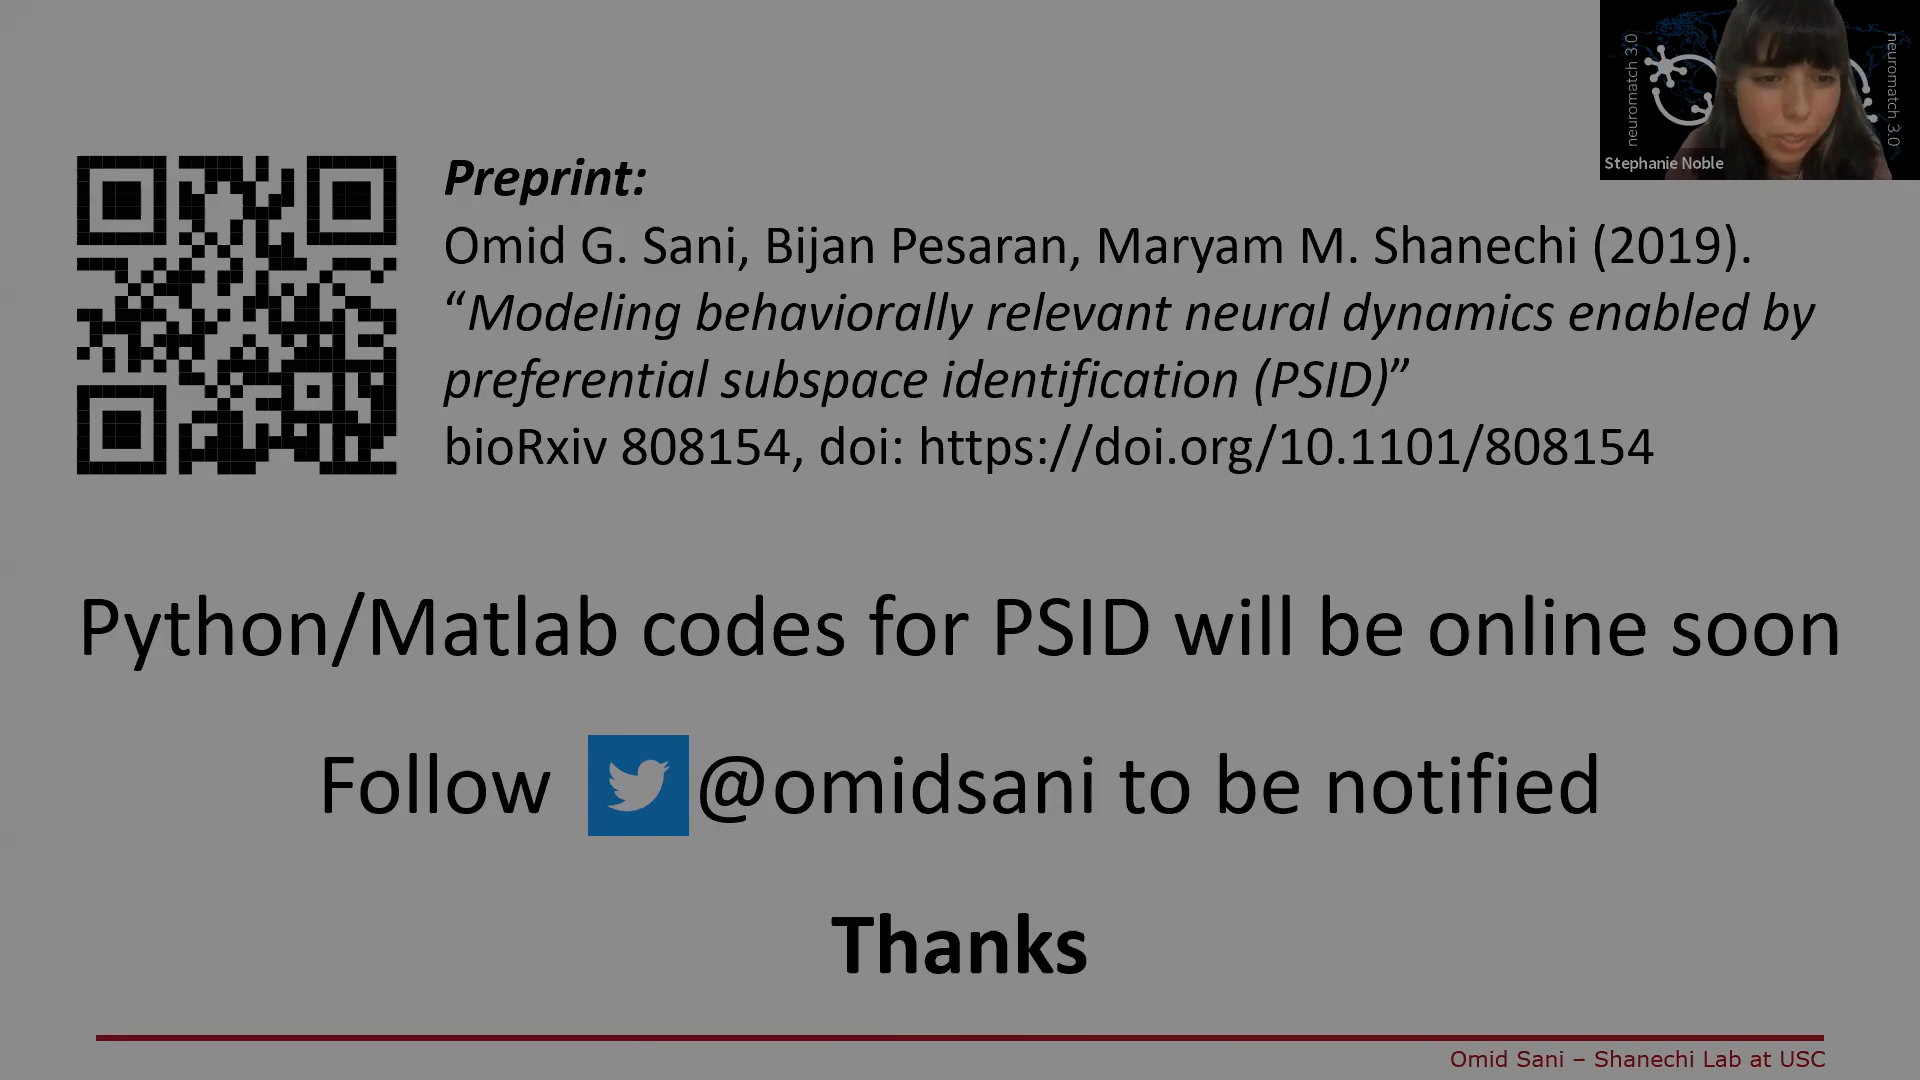 neuromatch 3.0
neuromatch 3.0
Stephanie Noble
Preprint:
Omid G. Sani, Bijan Pesaran, Maryam M. Shanechi (2019).
“Modeling behaviorally relevant neural dynamics enabled by
preferential subspace identification (PSID)”
bioRxiv 808154, doi: https://doi.org/10.1101/808154
Python/Matlab codes for PSID will be online soon
Follow @omidsani to be notified
Thanks
Omid Sani – Shanechi Lab at USC